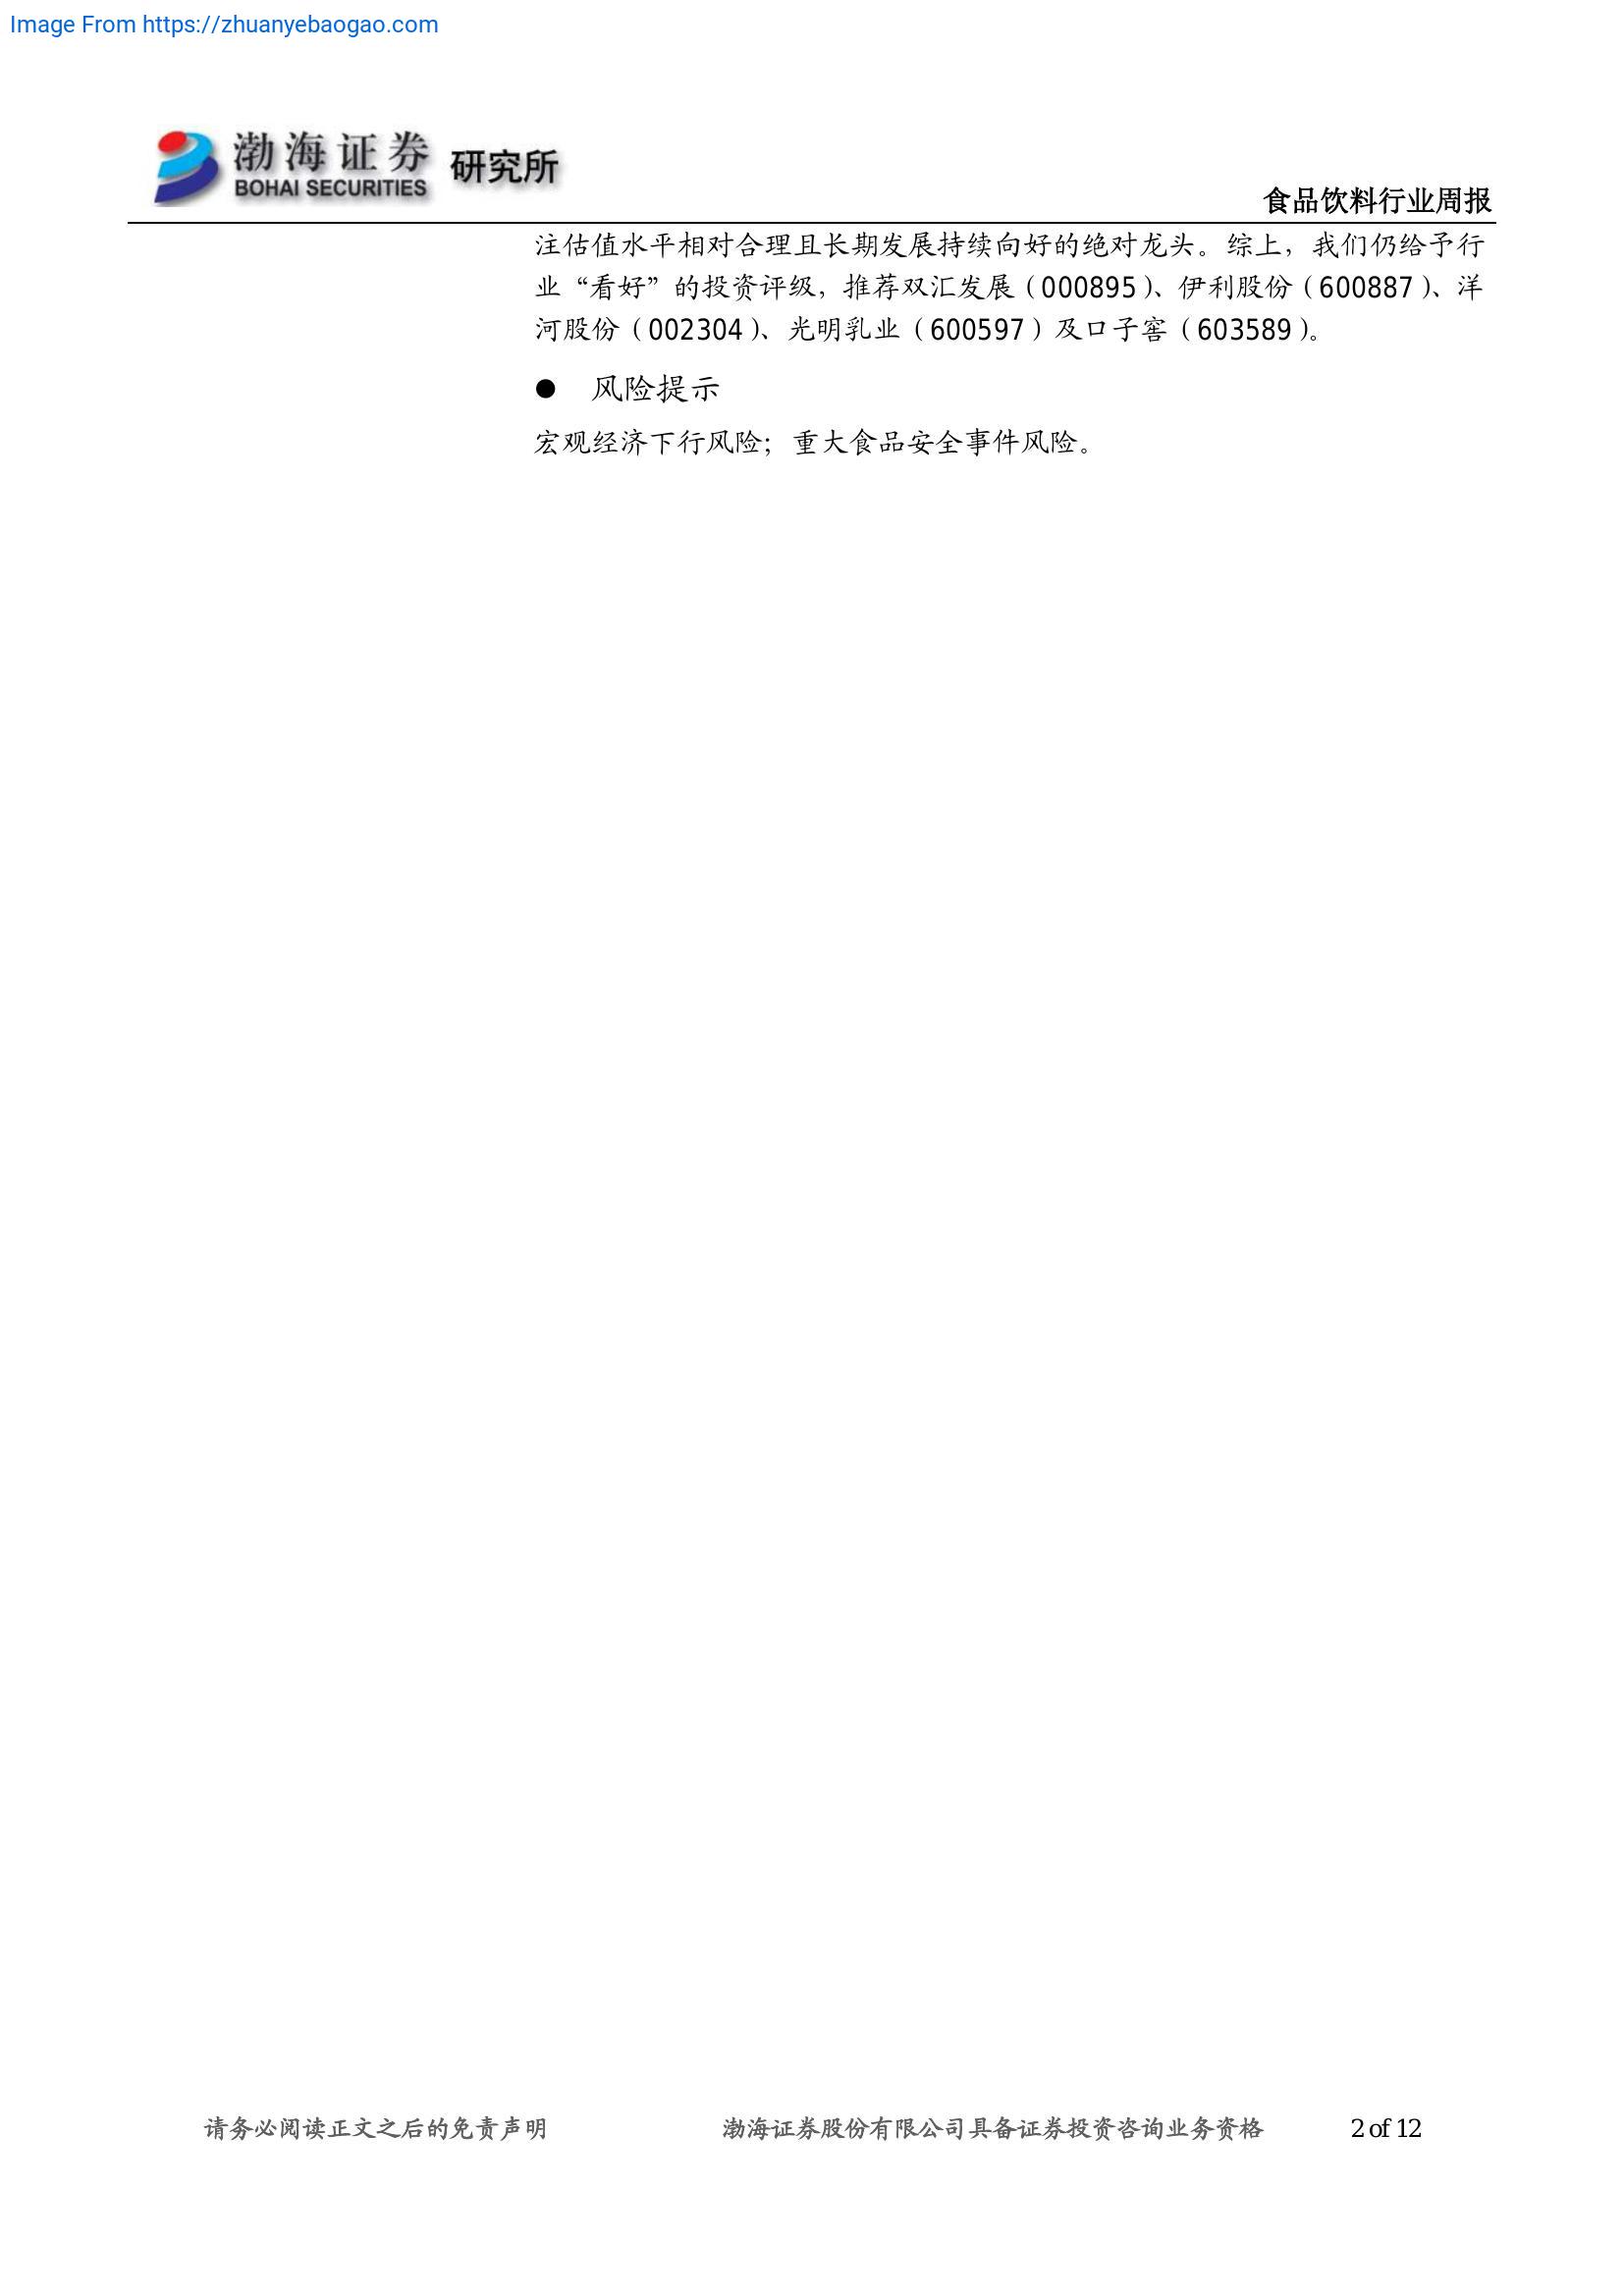 Image From https://zhuanyebaogao.com
渤海证券 研究所
BOHAI SECURITIES
食品饮料行业周报
注估值水平相对合理且长期发展持续向好的绝对龙头。综上，我们仍给予行
业“看好”的投资评级，推荐双汇发展（000895）、伊利股份（600887）、洋
河股份（002304）、光明乳业（600597）及口子窖（603589）。
● 风险提示
宏观经济下行风险；重大食品安全事件风险。
请务必阅读正文之后的免责声明 渤海证券股份有限公司具备证券投资咨询业务资格 2 of 12